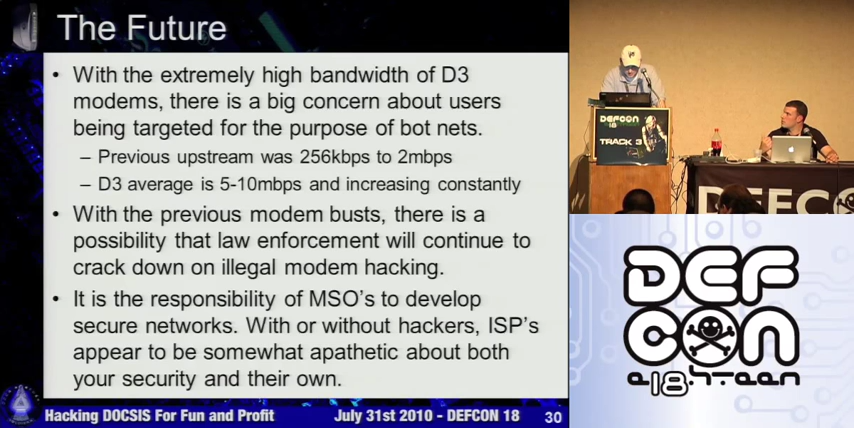 The Future
• With the extremely high bandwidth of D3
modems, there is a big concern about users
being targeted for the purpose of bot nets.
– Previous upstream was 256kbps to 2mbps
– D3 average is 5-10mbps and increasing constantly
• With the previous modem busts, there is a
possibility that law enforcement will continue to
crack down on illegal modem hacking.
• It is the responsibility of MSO's to develop
secure networks. With or without hackers, ISP's
appear to be somewhat apathetic about both
your security and their own.
Hacking DOCSIS For Fun and Profit July 31st 2010 - DEFCON 18 30
DEFCON
18
TRACK 3
DEFCO
DEF
CON
e18hteen